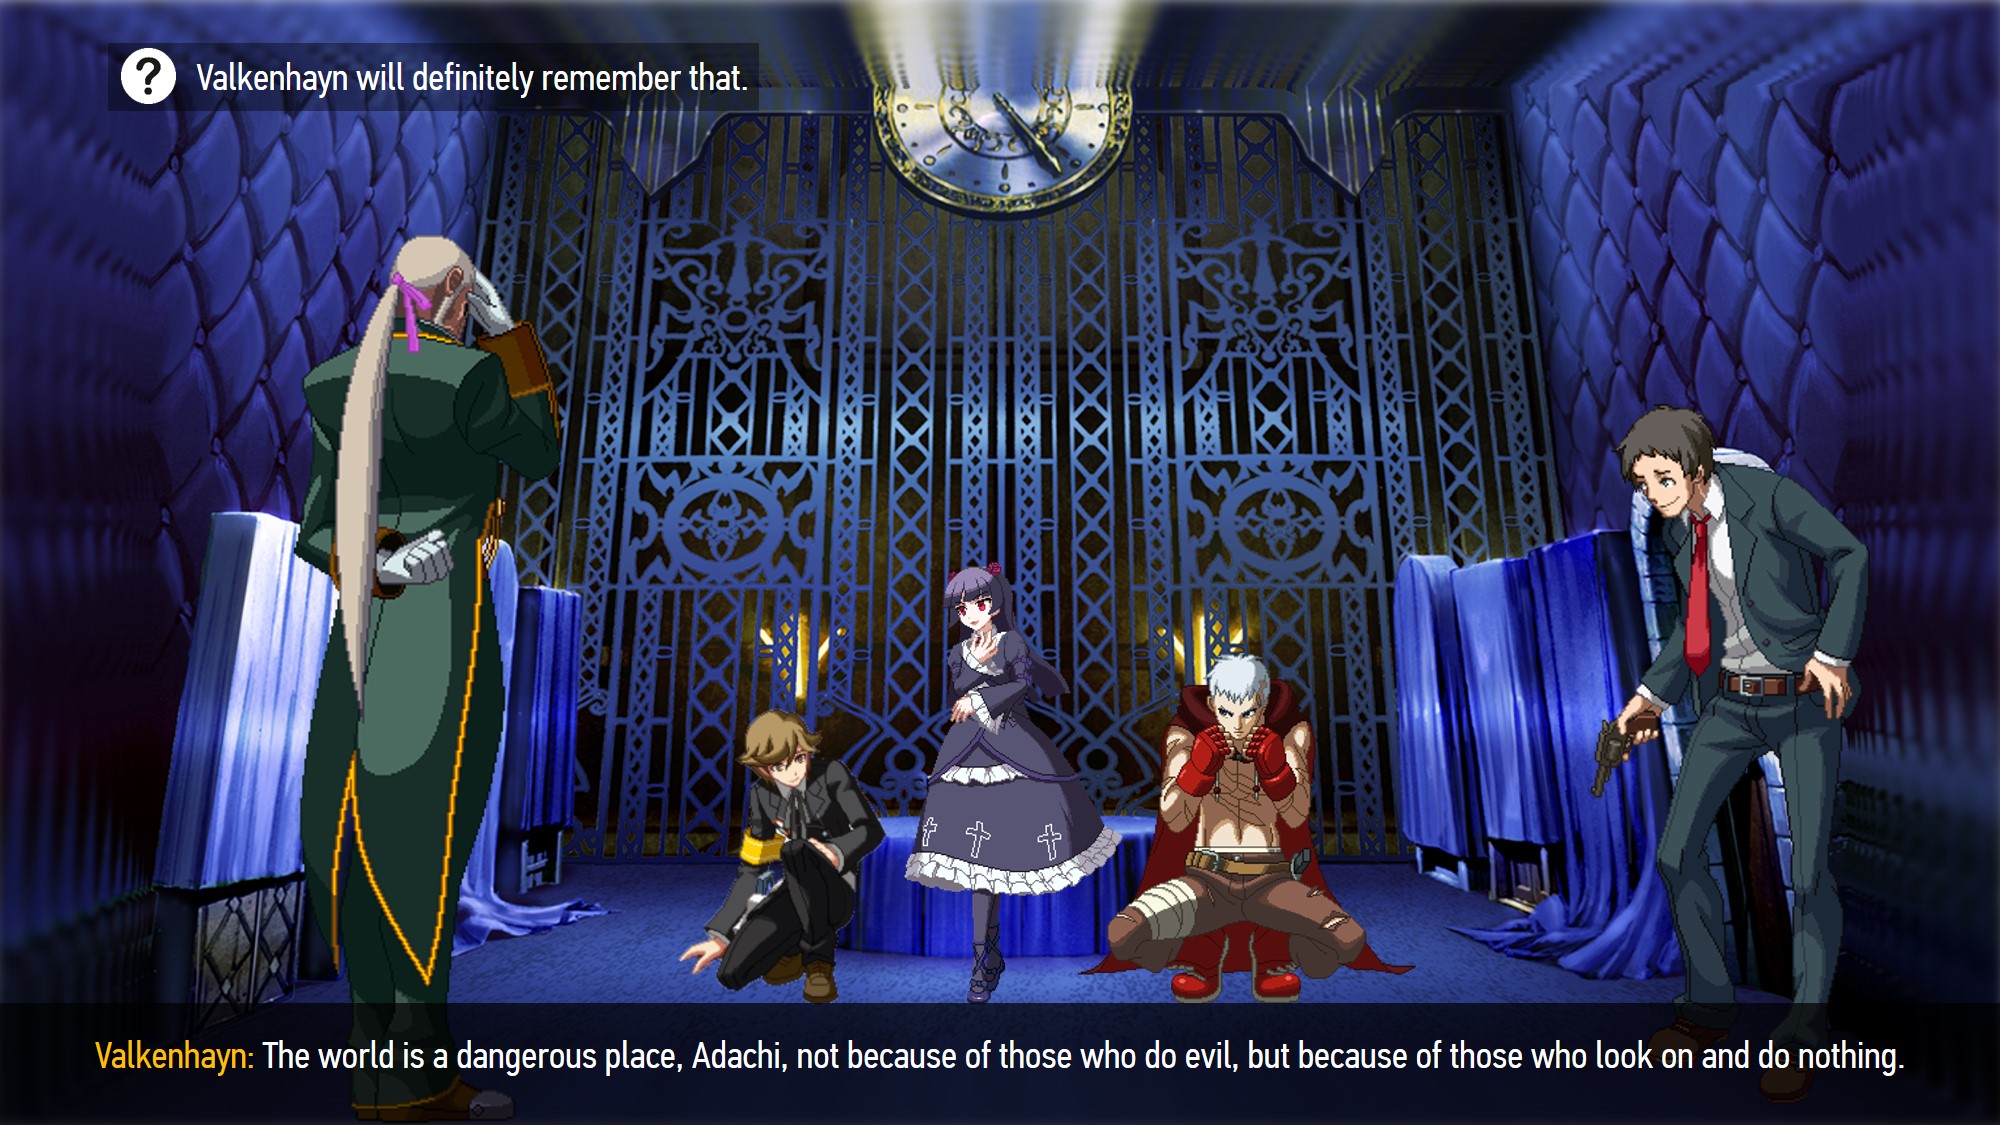 ? Valkenhayn will definitely remember that.
Valkenhayn: The world is a dangerous place, Adachi, not because of those who do evil, but because of those who look on and do nothing.